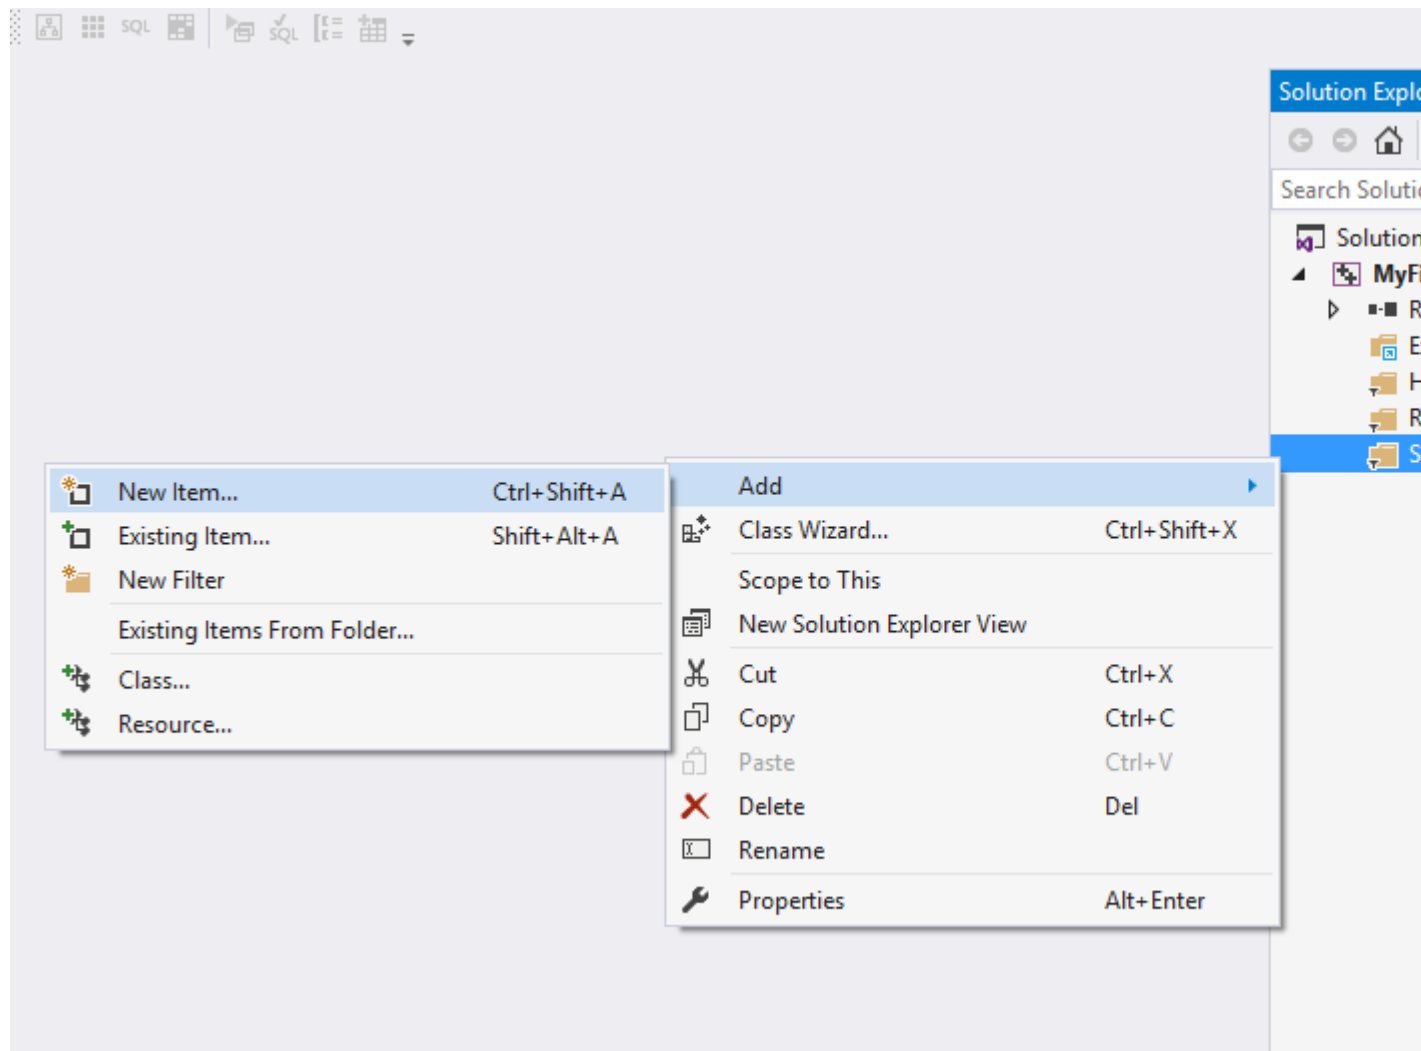 SQL
SQL
Solution Explo
Search Soluti
Solution
MyFi
R
E
H
R
S
New Item... Ctrl+Shift+A
Existing Item... Shift+Alt+A
New Filter
Existing Items From Folder...
Class...
Resource...
Add
Class Wizard... Ctrl+Shift+X
Scope to This
New Solution Explorer View
Cut Ctrl+X
Copy Ctrl+C
Paste Ctrl+V
Delete Del
Rename
Properties Alt+Enter